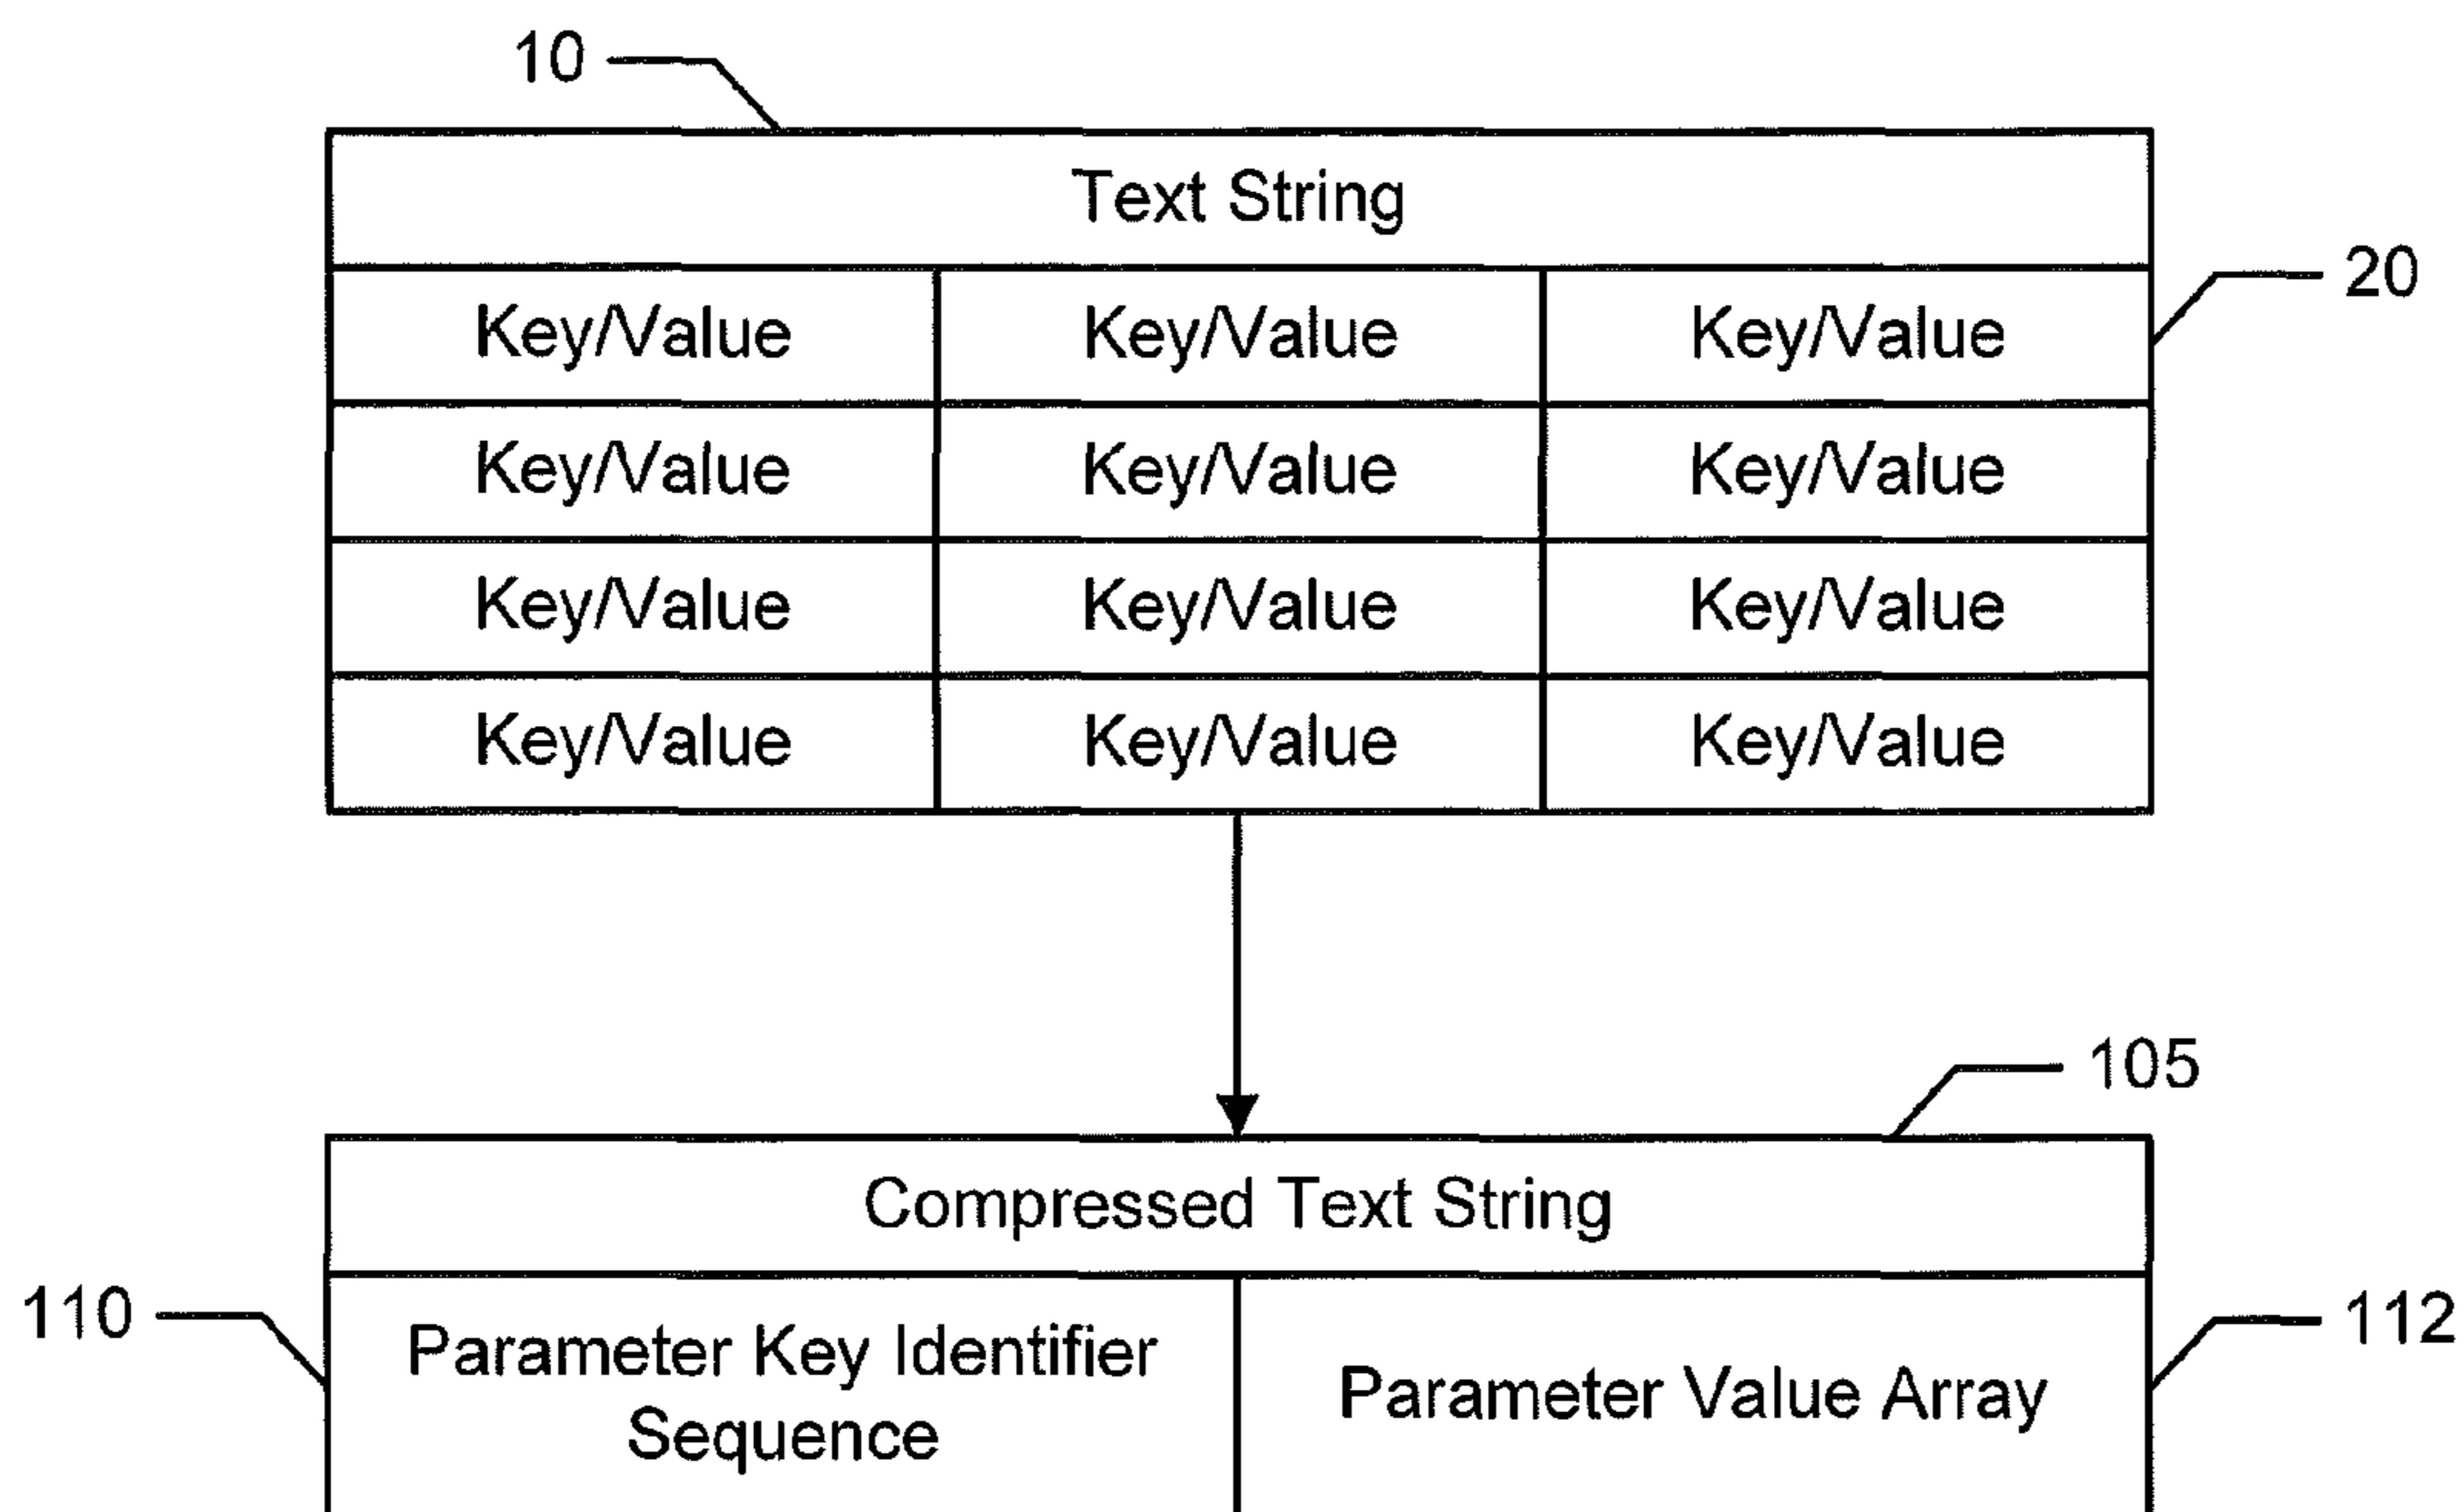 10
Text String
20
Key/Value Key/Value Key/Value
Key/Value Key/Value Key/Value
Key/Value Key/Value Key/Value
Key/Value Key/Value Key/Value
105
Compressed Text String
110
Parameter Key Identifier
Sequence
Parameter Value Array
112